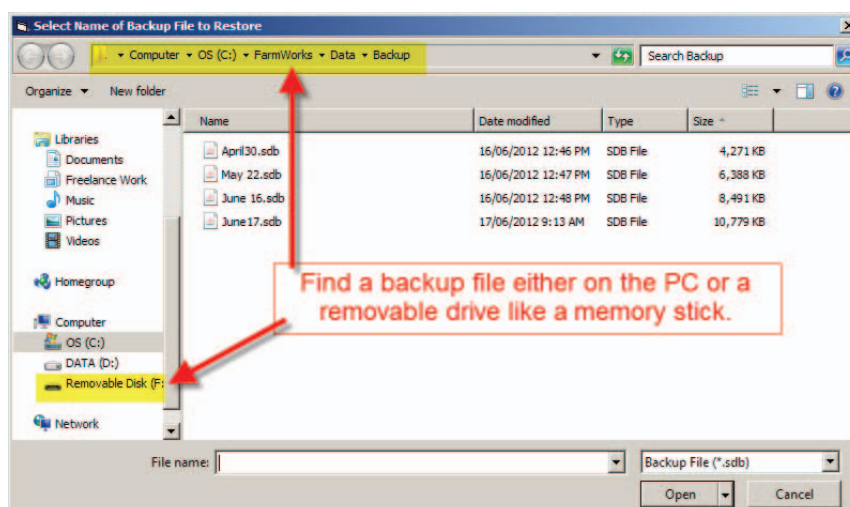 Select Name of Backup File to Restore
Computer OS (C:) FarmWorks Data Backup
Search Backup
Organize New folder
Name Date modified Type Size
Libraries
Documents
Freelance Work
Music
Pictures
Videos
Homegroup
Computer
OS (C:)
DATA (D:)
Removable Disk (F:
Network
April30.sdb 16/06/2012 12:46 PM SDB File 4,271 KB
May 22.sdb 16/06/2012 12:47 PM SDB File 6,388 KB
June 16.sdb 16/06/2012 12:48 PM SDB File 8,491 KB
June17.sdb 17/06/2012 9:13 AM SDB File 10,779 KB
Find a backup file either on the PC or a
removable drive like a memory stick.
File name: Backup File (*.sdb)
Open Cancel